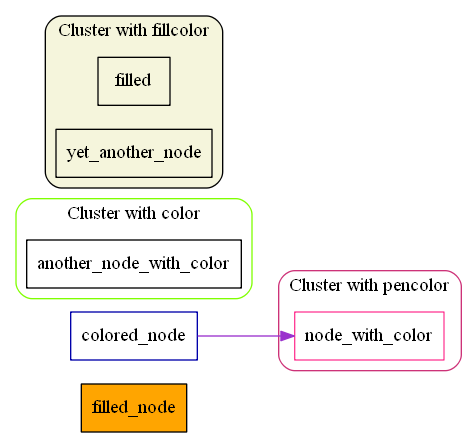 Cluster with fillcolor
filled
yet_another_node
Cluster with color
another_node_with_color
Cluster with pencolor
colored_node
node_with_color
filled_node